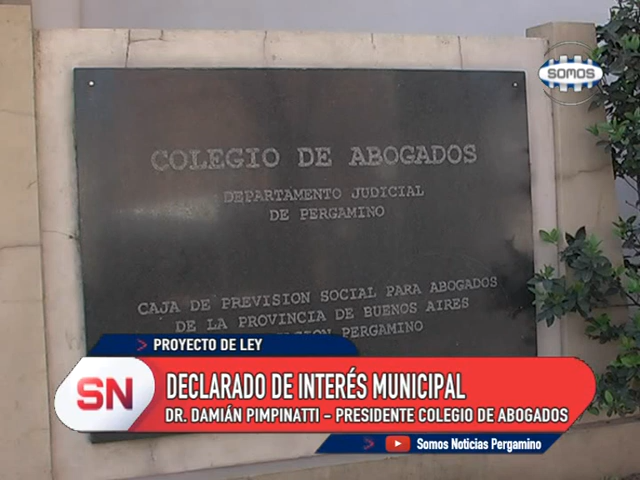 SOMOS
COLEGIO DE ABOGADOS
DEPARTAMENTO JUDICIAL
DE PERGAMINO
CAJA DE PREVISION SOCIAL PARA ABOGADOS
DE LA PROVINCIA DE BUENOS AIRES
PERGAMINO
PROYECTO DE LEY
SN
DECLARADO DE INTERÉS MUNICIPAL
DR. DAMIÁN PIMPINATTI - PRESIDENTE COLEGIO DE ABOGADOS
Somos Noticias Pergamino